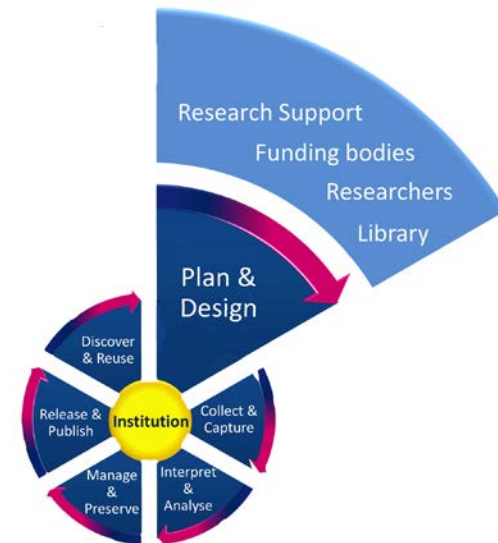 Research Support
Funding bodies
Researchers
Library
Plan &
Design
Discover
& Reuse
Release &
Publish
Institution
Collect &
Capture
Manage
&
Preserve
Interpret
&
Analyse